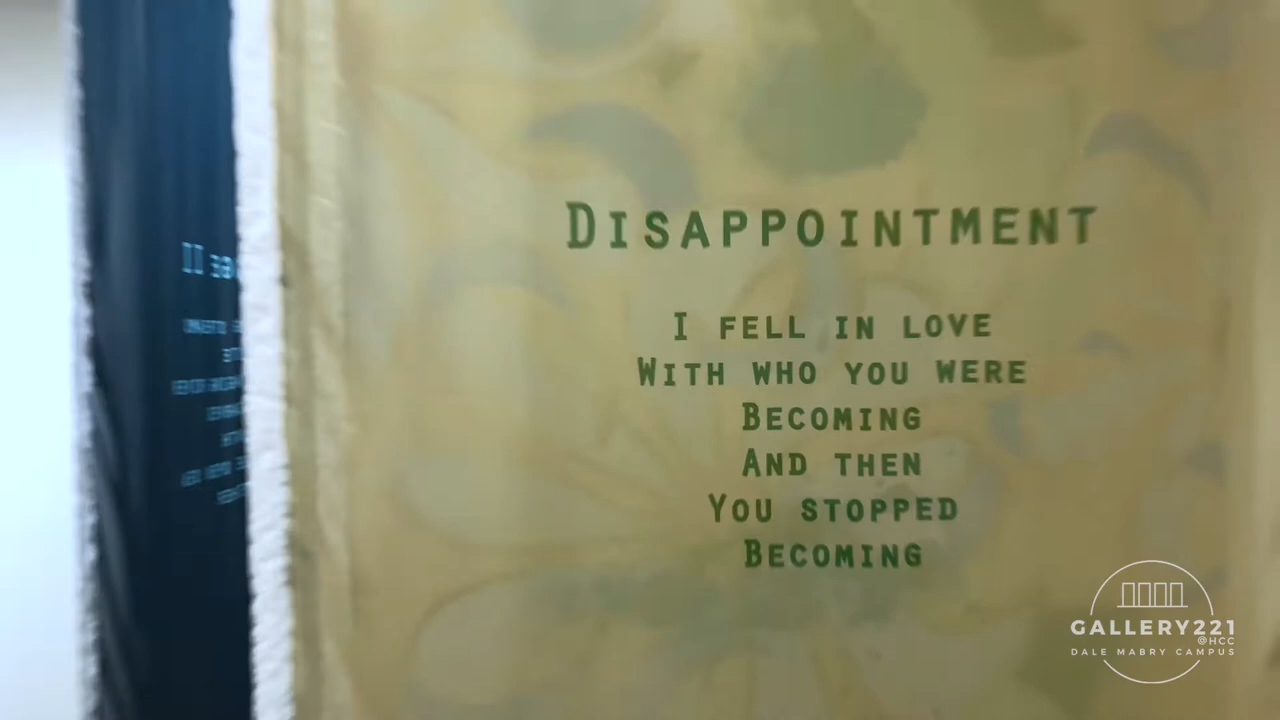 DISAPPOINTMENT
I FELL IN LOVE
WITH WHO YOU WERE
BECOMING
AND THEN
YOU STOPPED
BECOMING
GALLERY221
@HCC
DALE MABRY CAMPUS